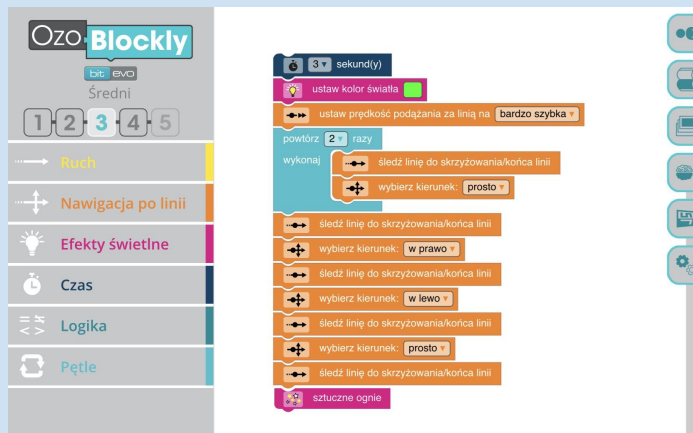 Ozo Blockly
bit evo
Średni
1 2 3 4 5
Ruch
Nawigacja po linii
Efekty świetlne
Czas
Logika
Pętle
3 sekund(y)
ustaw kolor światła
ustaw prędkość podążania za linią na bardzo szybka
powtórz 2 razy
wykonaj śledź linię do skrzyżowania/końca linii
wybierz kierunek: prosto
śledź linię do skrzyżowania/końca linii
wybierz kierunek: w prawo
śledź linię do skrzyżowania/końca linii
wybierz kierunek: w lewo
śledź linię do skrzyżowania/końca linii
wybierz kierunek: prosto
śledź linię do skrzyżowania/końca linii
sztuczne ognie